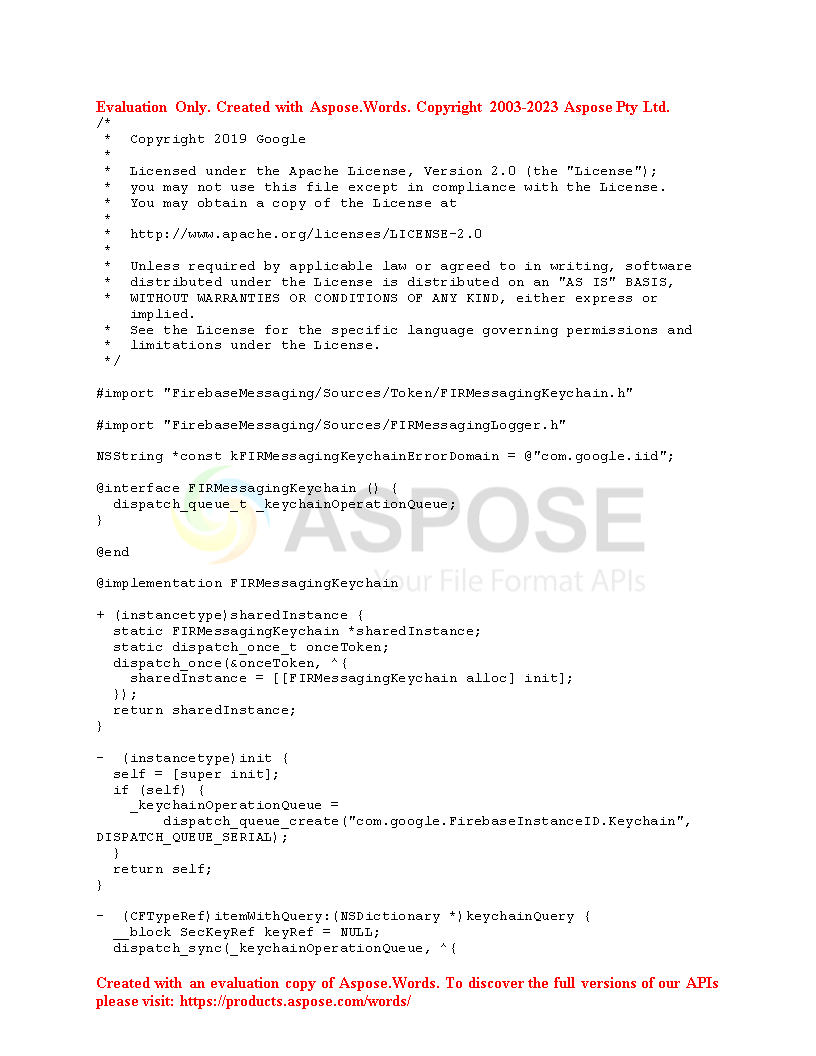 Evaluation Only. Created with Aspose.Words. Copyright 2003-2023 Aspose Pty Ltd.
/*
 *  Copyright 2019 Google
 *
 *  Licensed under the Apache License, Version 2.0 (the "License");
 *  you may not use this file except in compliance with the License.
 *  You may obtain a copy of the License at
 *
 *  http://www.apache.org/licenses/LICENSE-2.0
 *
 *  Unless required by applicable law or agreed to in writing, software
 *  distributed under the License is distributed on an "AS IS" BASIS,
 *  WITHOUT WARRANTIES OR CONDITIONS OF ANY KIND, either express or
    implied.
 *  See the License for the specific language governing permissions and
 *  limitations under the License.
 */

#import "FirebaseMessaging/Sources/Token/FIRMessagingKeychain.h"

#import "FirebaseMessaging/Sources/FIRMessagingLogger.h"

NSString *const kFIRMessagingKeychainErrorDomain = @"com.google.iid";

@interface FIRMessagingKeychain () {
  dispatch_queue_t _keychainOperationQueue;
}
ASPOSE

@end

@implementation FIRMessagingKeychain
Your File Format APIs

+ (instancetype)sharedInstance {
  static FIRMessagingKeychain *sharedInstance;
  static dispatch_once_t onceToken;
  dispatch_once(&onceToken, ^{
    sharedInstance = [[FIRMessagingKeychain alloc] init];
  });
  return sharedInstance;
}

-  (instancetype)init {
  self = [super init];
  if (self) {
    _keychainOperationQueue =
        dispatch_queue_create("com.google.FirebaseInstanceID.Keychain",
DISPATCH_QUEUE_SERIAL);
  }
  return self;
}

-  (CFTypeRef)itemWithQuery:(NSDictionary *)keychainQuery {
  __block SecKeyRef keyRef = NULL;
  dispatch_sync(_keychainOperationQueue, ^{

Created with an evaluation copy of Aspose.Words. To discover the full versions of our APIs
please visit: https://products.aspose.com/words/